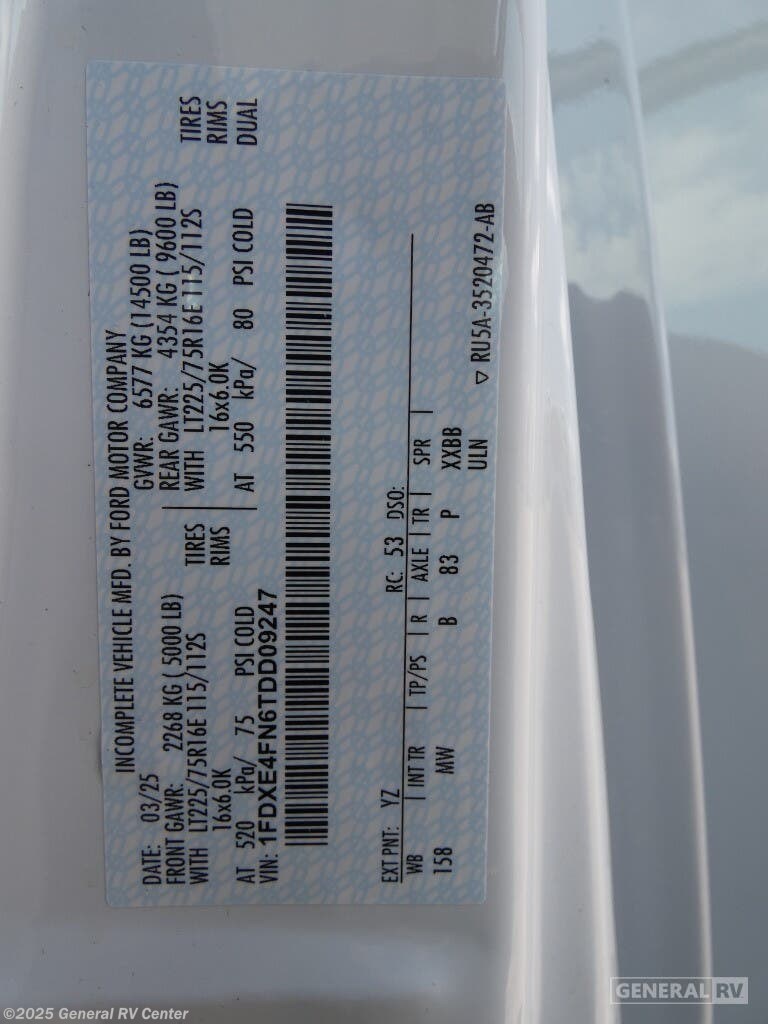 INCOMPLETE VEHICLE MFD. BY FORD MOTOR COMPANY
DATE: 03/25 GVWR: 6577 KG (14500 LB)
FRONT GAWR: 2268 KG ( 5000 LB) REAR GAWR: 4354 KG ( 9600 LB)
WITH LT225/75R16E 115/112S TIRES WITH LT225/75R16E 115/112S TIRES
16x6.0K RIMS 16x6.0K RIMS
AT 520 kPa/ 75 PSI COLD AT 550 kPa/ 80 PSI COLD DUAL
VIN: 1FDXE4FN6TDD09247
EXT PNT: YZ RC: 53 DSO:
WB INT TR TP/PS R AXLE TR SPR
158 MW B 83 P XXBB
ULN ▽ RU5A-3520472-AB
GENERAL RV
©2025 General RV Center